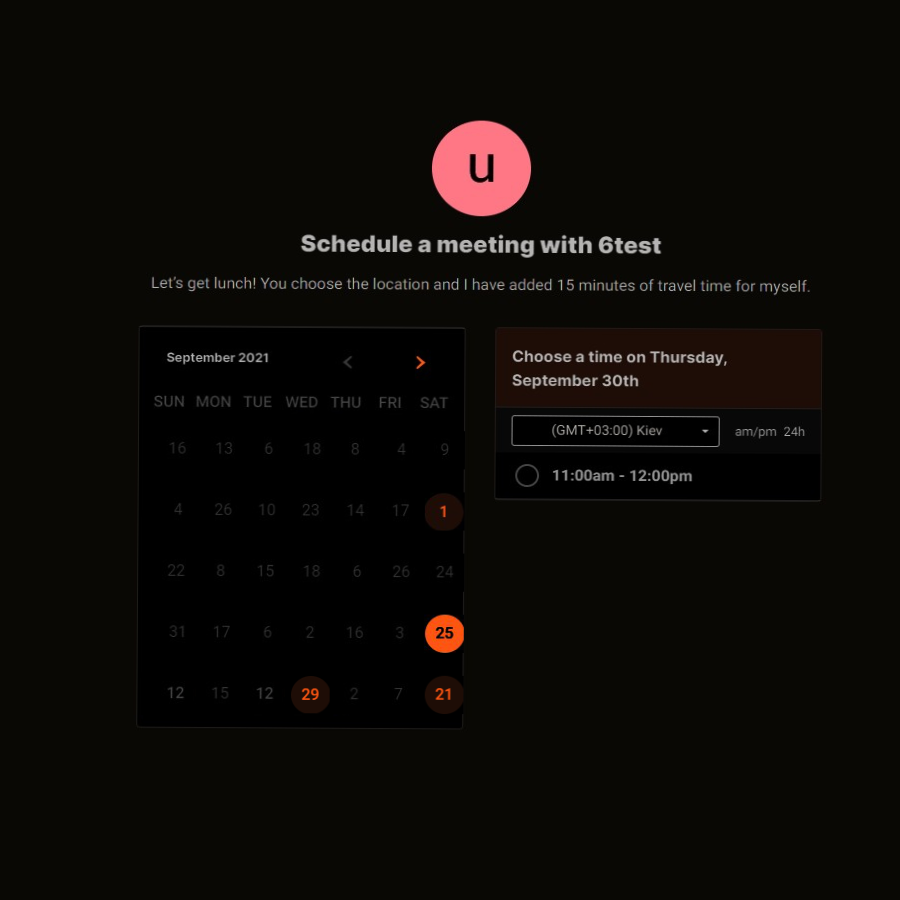 u
Schedule a meeting with 6test
Let's get lunch! You choose the location and I have added 15 minutes of travel time for myself.
September 2021
SUN MON TUE WED THU FRI SAT
16 13 6 18 8 4 9
4 26 10 23 14 17 1
22 8 15 18 6 26 24
31 17 6 2 16 3 25
12 15 12 29 2 7 21
Choose a time on Thursday,
September 30th
(GMT+03:00) Kiev am/pm 24h
11:00am - 12:00pm